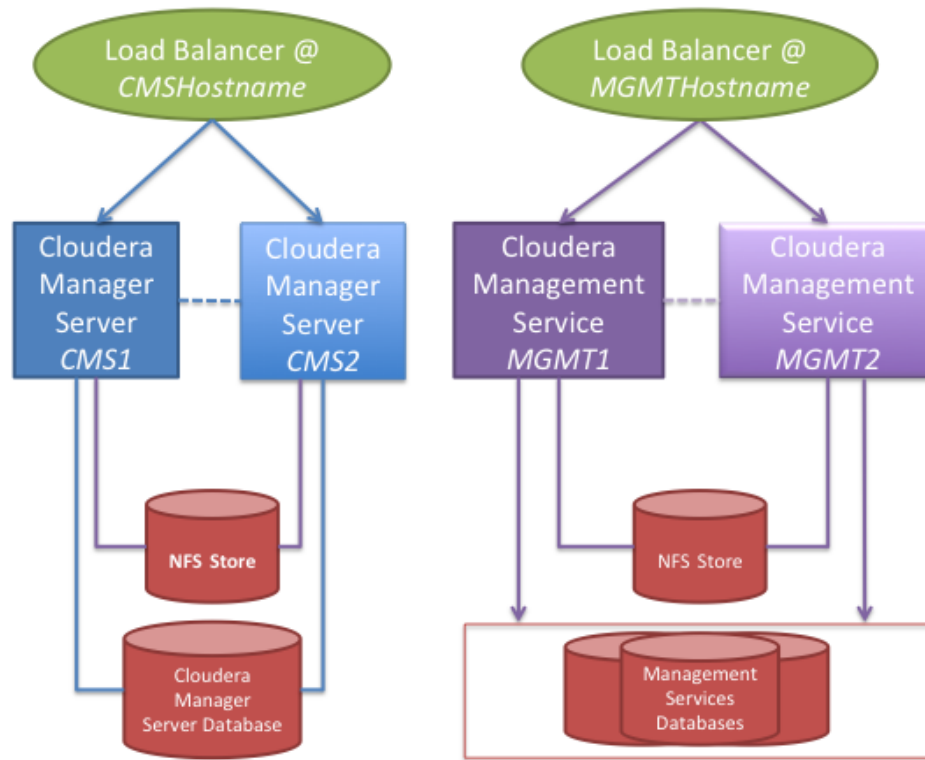 Load Balancer @
CMSHostname
Load Balancer @
MGMTHostname
Cloudera
Manager
Server
CMS1
Cloudera
Manager
Server
CMS2
Cloudera
Management
Service
MGMT1
Cloudera
Management
Service
MGMT2
NFS Store
NFS Store
Cloudera
Manager
Server Database
Management
Services
Databases